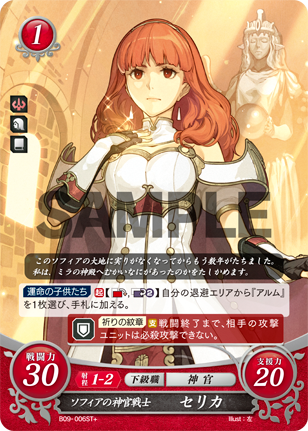 1
SAMPLE
このソフィアの大地に実りがなくなってからもう数年がたちました。
私は、ミラの神殿へむかいなにがあったのかをたしかめます。
運命の子供たち 起【、2】自分の退避エリアから『アルム』
を1枚選び、手札に加える。
祈りの紋章 支 戦闘終了まで、相手の攻撃
ユニットは必殺攻撃できない。
戦闘力
30
射程 1-2 下級職 神官
支援力
20
ソフィアの神官戦士 セリカ
B09-006ST+
Illust：左